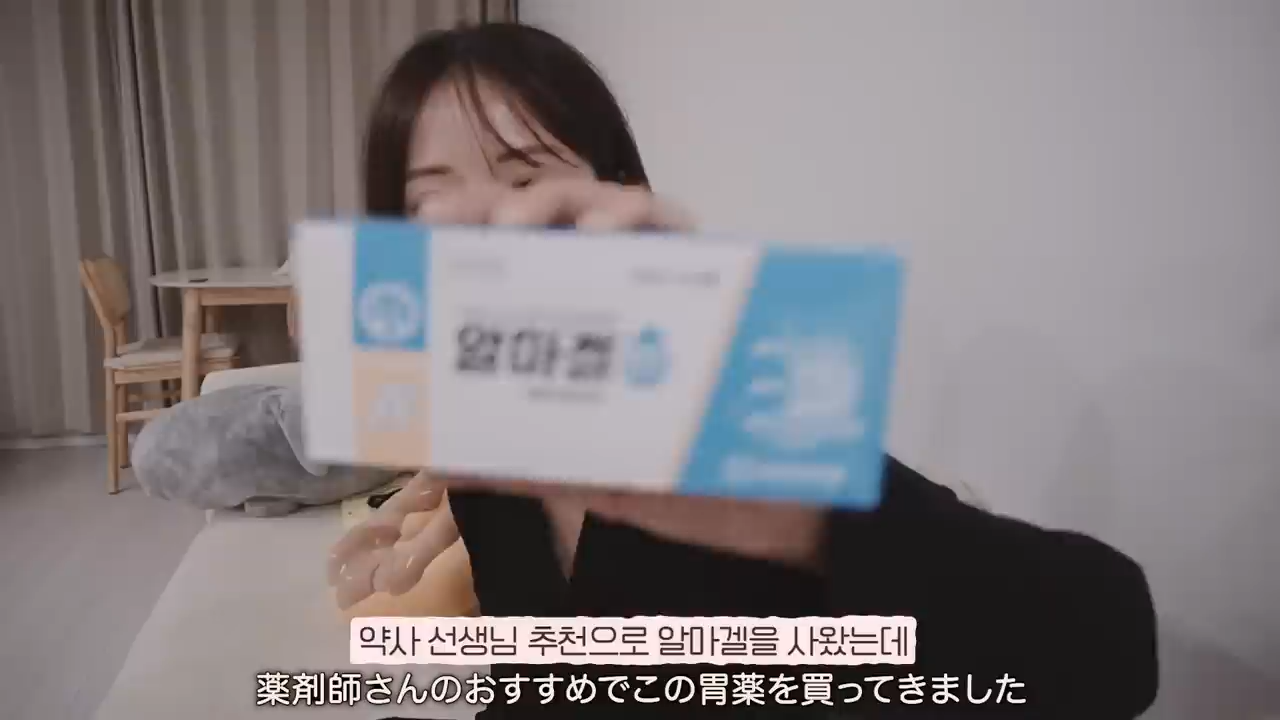 알마겔
약사 선생님 추천으로 알마겔을 사왔는데
薬剤師さんのおすすめでこの胃薬を買ってきました